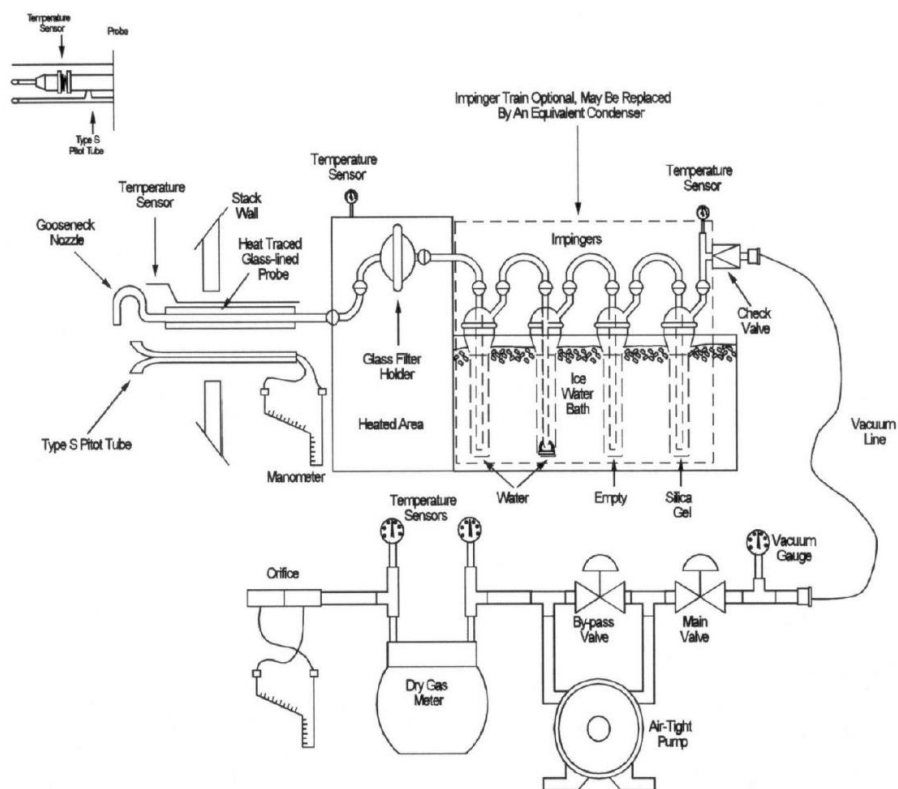 Temperature
Sensor
Probe
Type S
Pitot Tube
Impinger Train Optional, May Be Replaced
By An Equivalent Condenser
Temperature
Sensor
Temperature
Sensor
Temperature
Sensor
Stack
Wall
Gooseneck
Nozzle
Heat Traced
Glass-lined
Probe
Impingers
Check
Valve
Glass Filter
Holder
Ice
Water
Bath
Heated Area
Type S Pitot Tube
Vacuum
Line
Manometer
Water
Empty
Silica
Gel
Temperature
Sensors
Vacuum
Gauge
Orifice
By-pass
Valve
Main
Valve
Dry Gas
Meter
Air-Tight
Pump